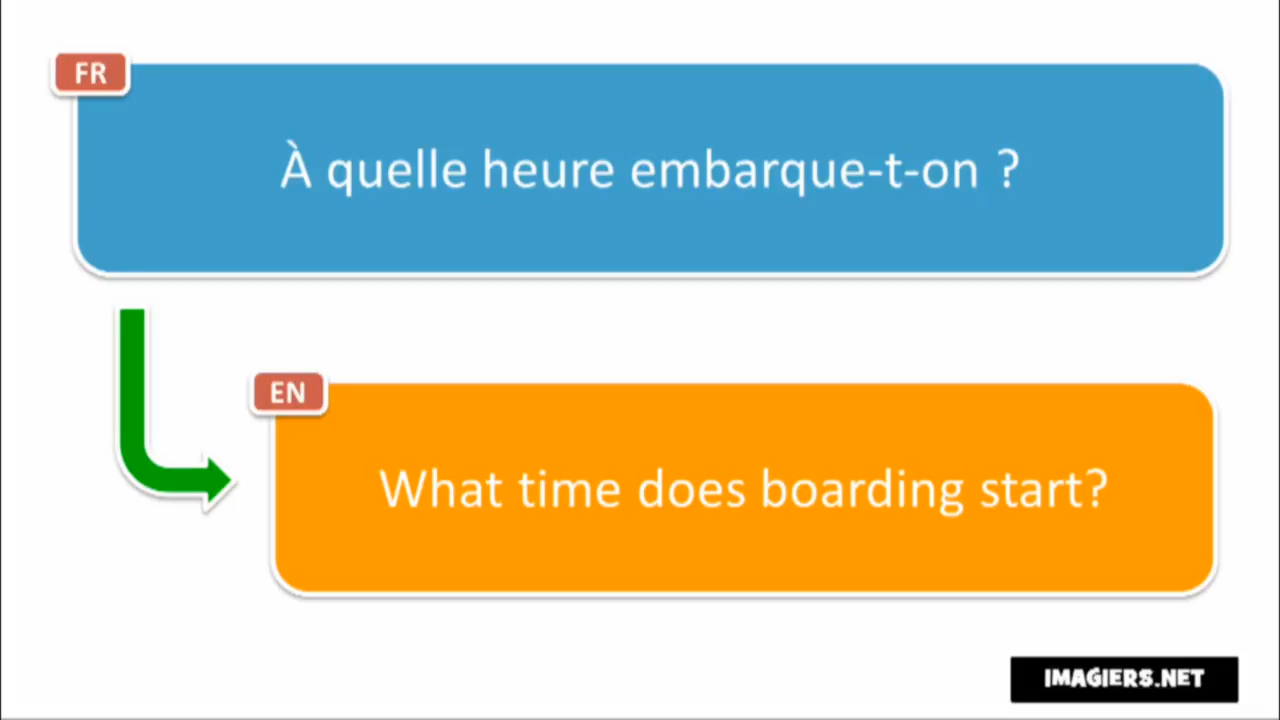 FR
À quelle heure embarque-t-on ?
EN
What time does boarding start?
IMAGIERS.NET